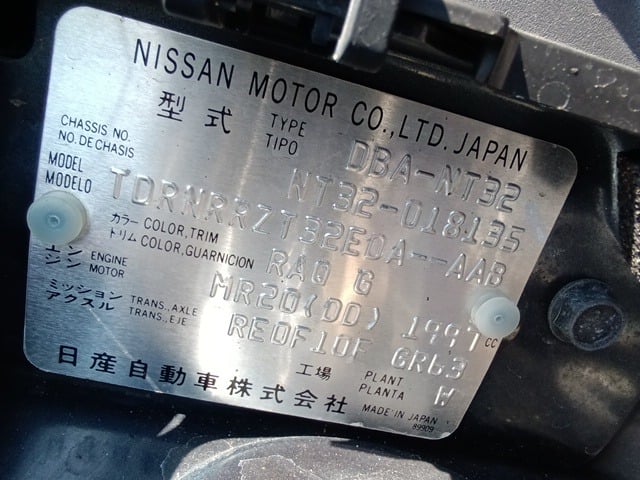 NISSAN MOTOR CO.,LTD. JAPAN
型式 TYPE TIPO DBA-NT32
CHASSIS NO. NO. DE CHASIS NT32-018135
MODEL MODELO TDRNRRZT32EDA--AAB
カラー COLOR, TRIM
トリム COLOR, GUARNICION RAQ G
エンジン ENGINE MOTOR MR20(DD) 1997 cc
ミッション TRANS., AXLE
アクスル TRANS., EJE RE0F10F GR63
工場 PLANT PLANTA W
日産自動車株式会社 MADE IN JAPAN
89909